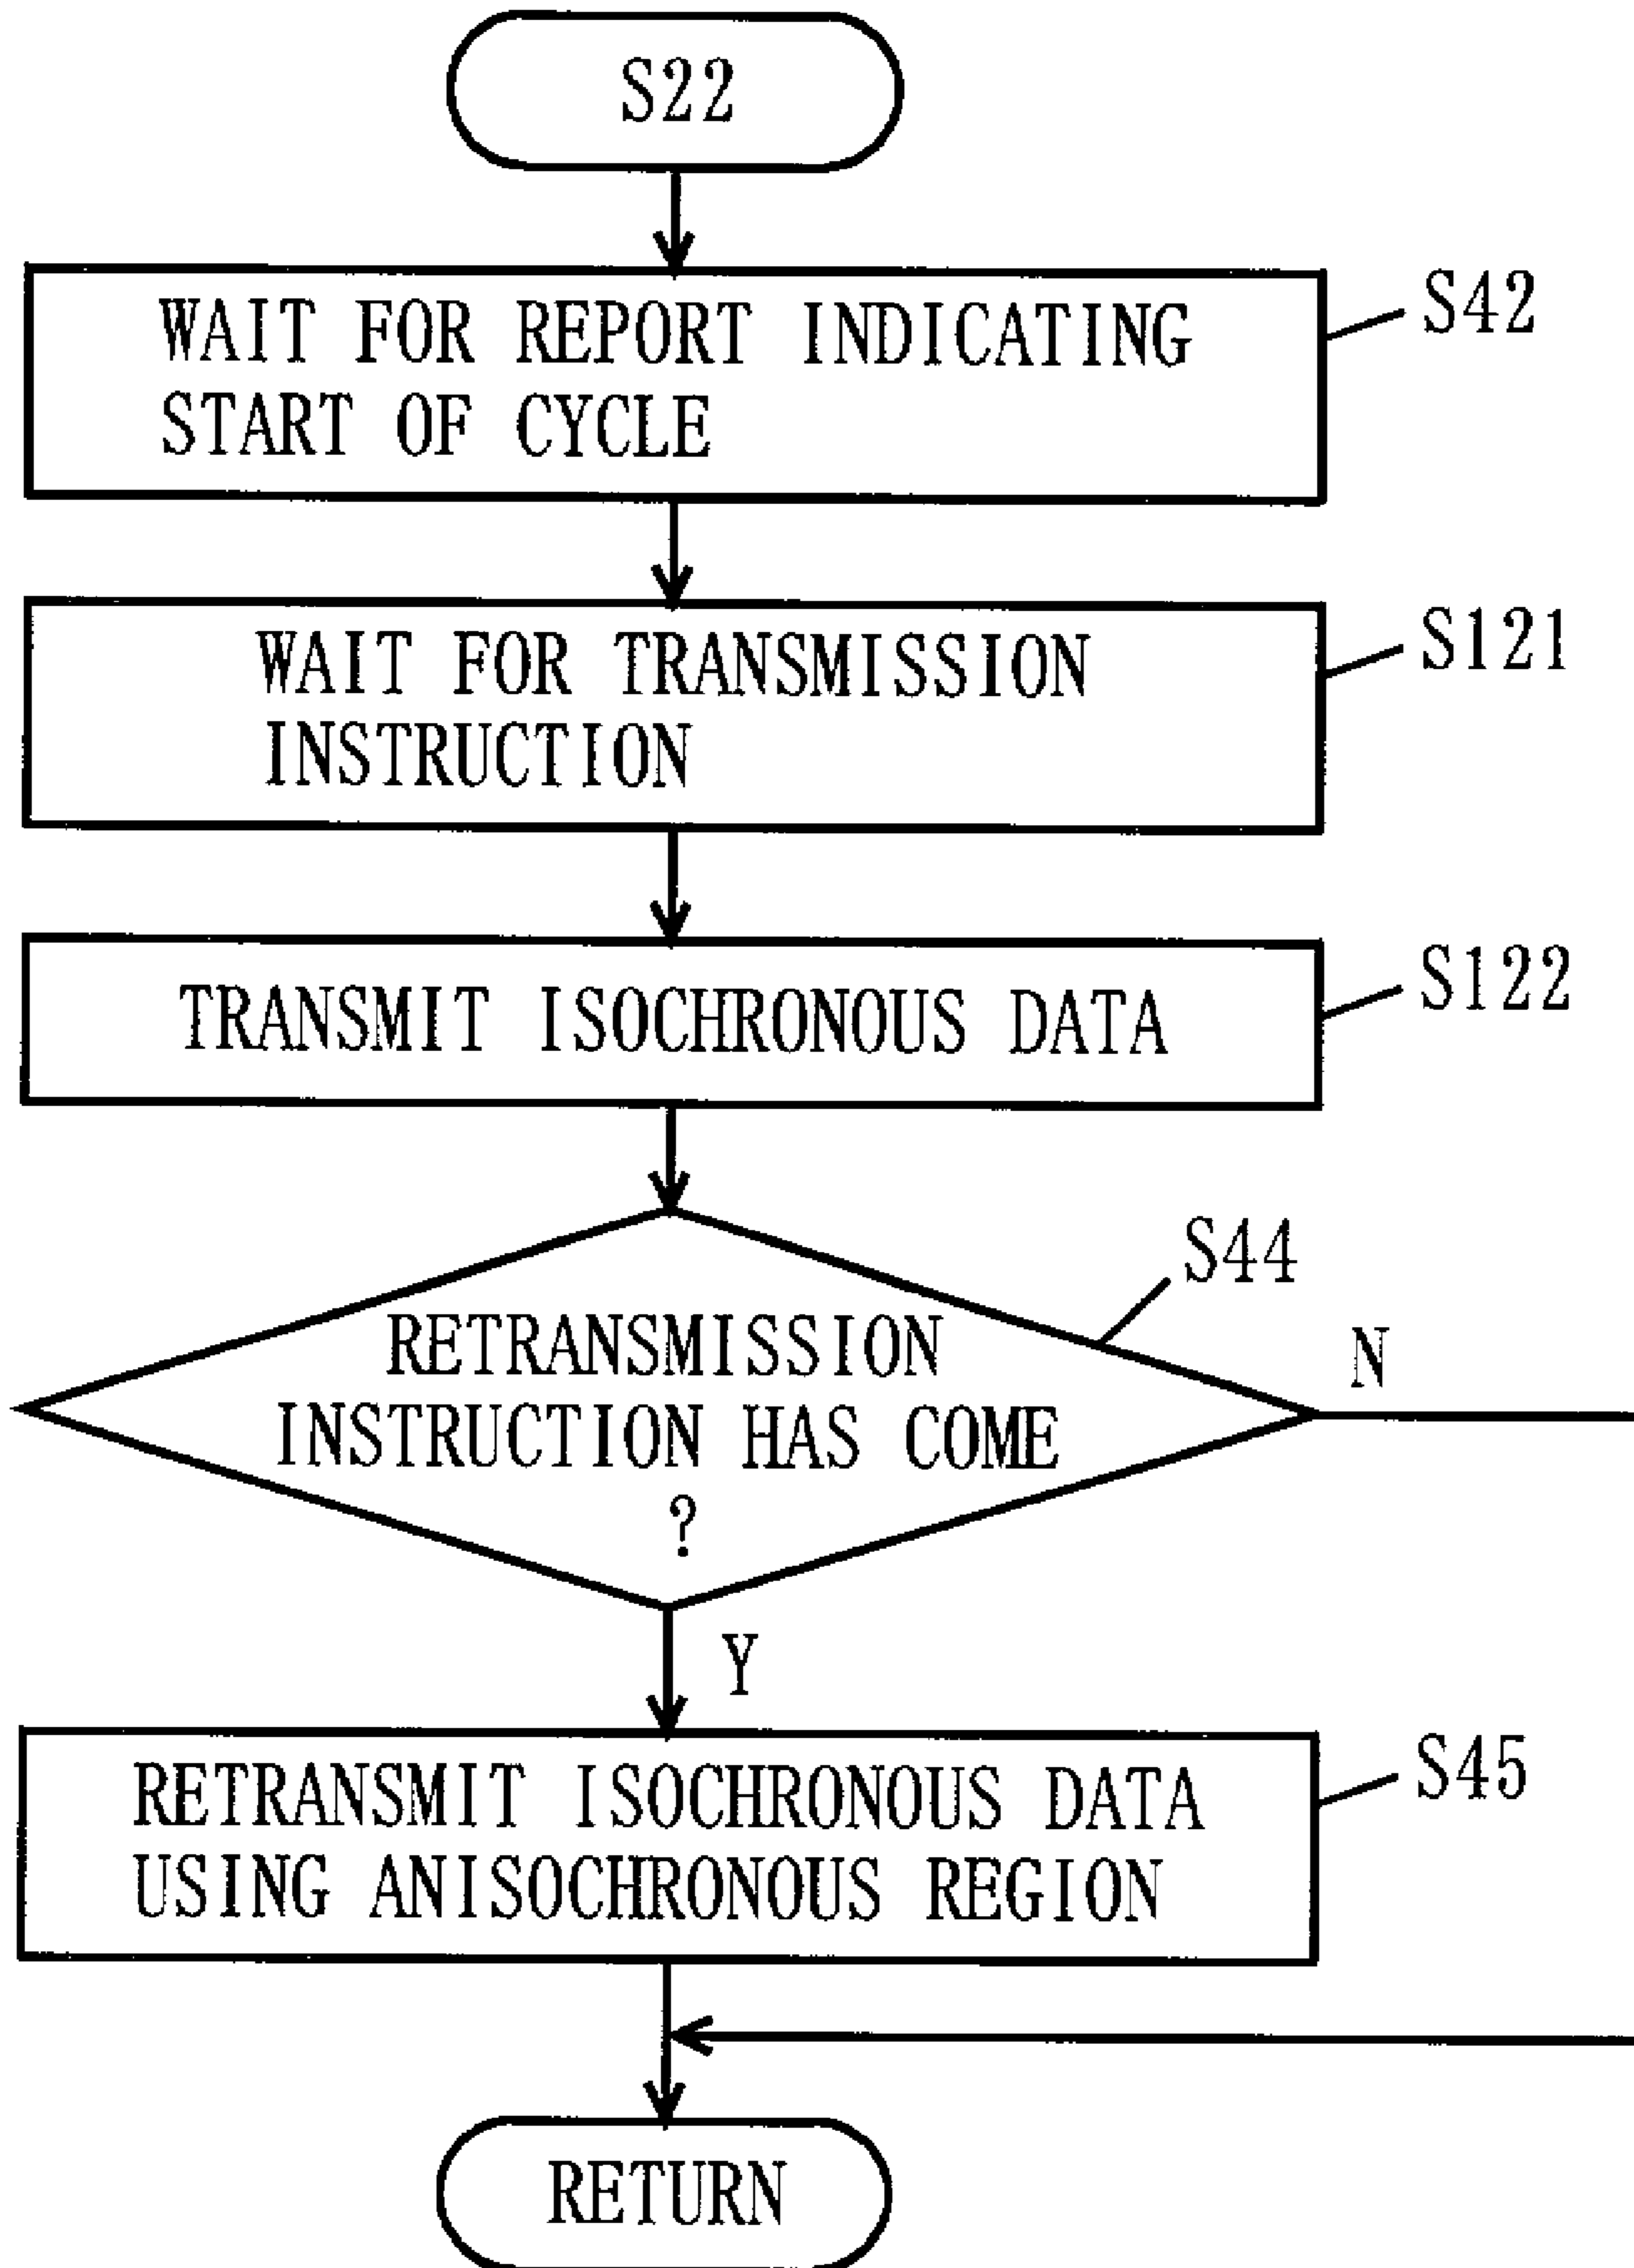 S22
WAIT FOR REPORT INDICATING
START OF CYCLE
S42
WAIT FOR TRANSMISSION
INSTRUCTION
S121
TRANSMIT ISOCHRONOUS DATA
S122
RETRANSMISSION
INSTRUCTION HAS COME
?
S44
N
Y
RETRANSMIT ISOCHRONOUS DATA
USING ANISOCHRONOUS REGION
S45
RETURN